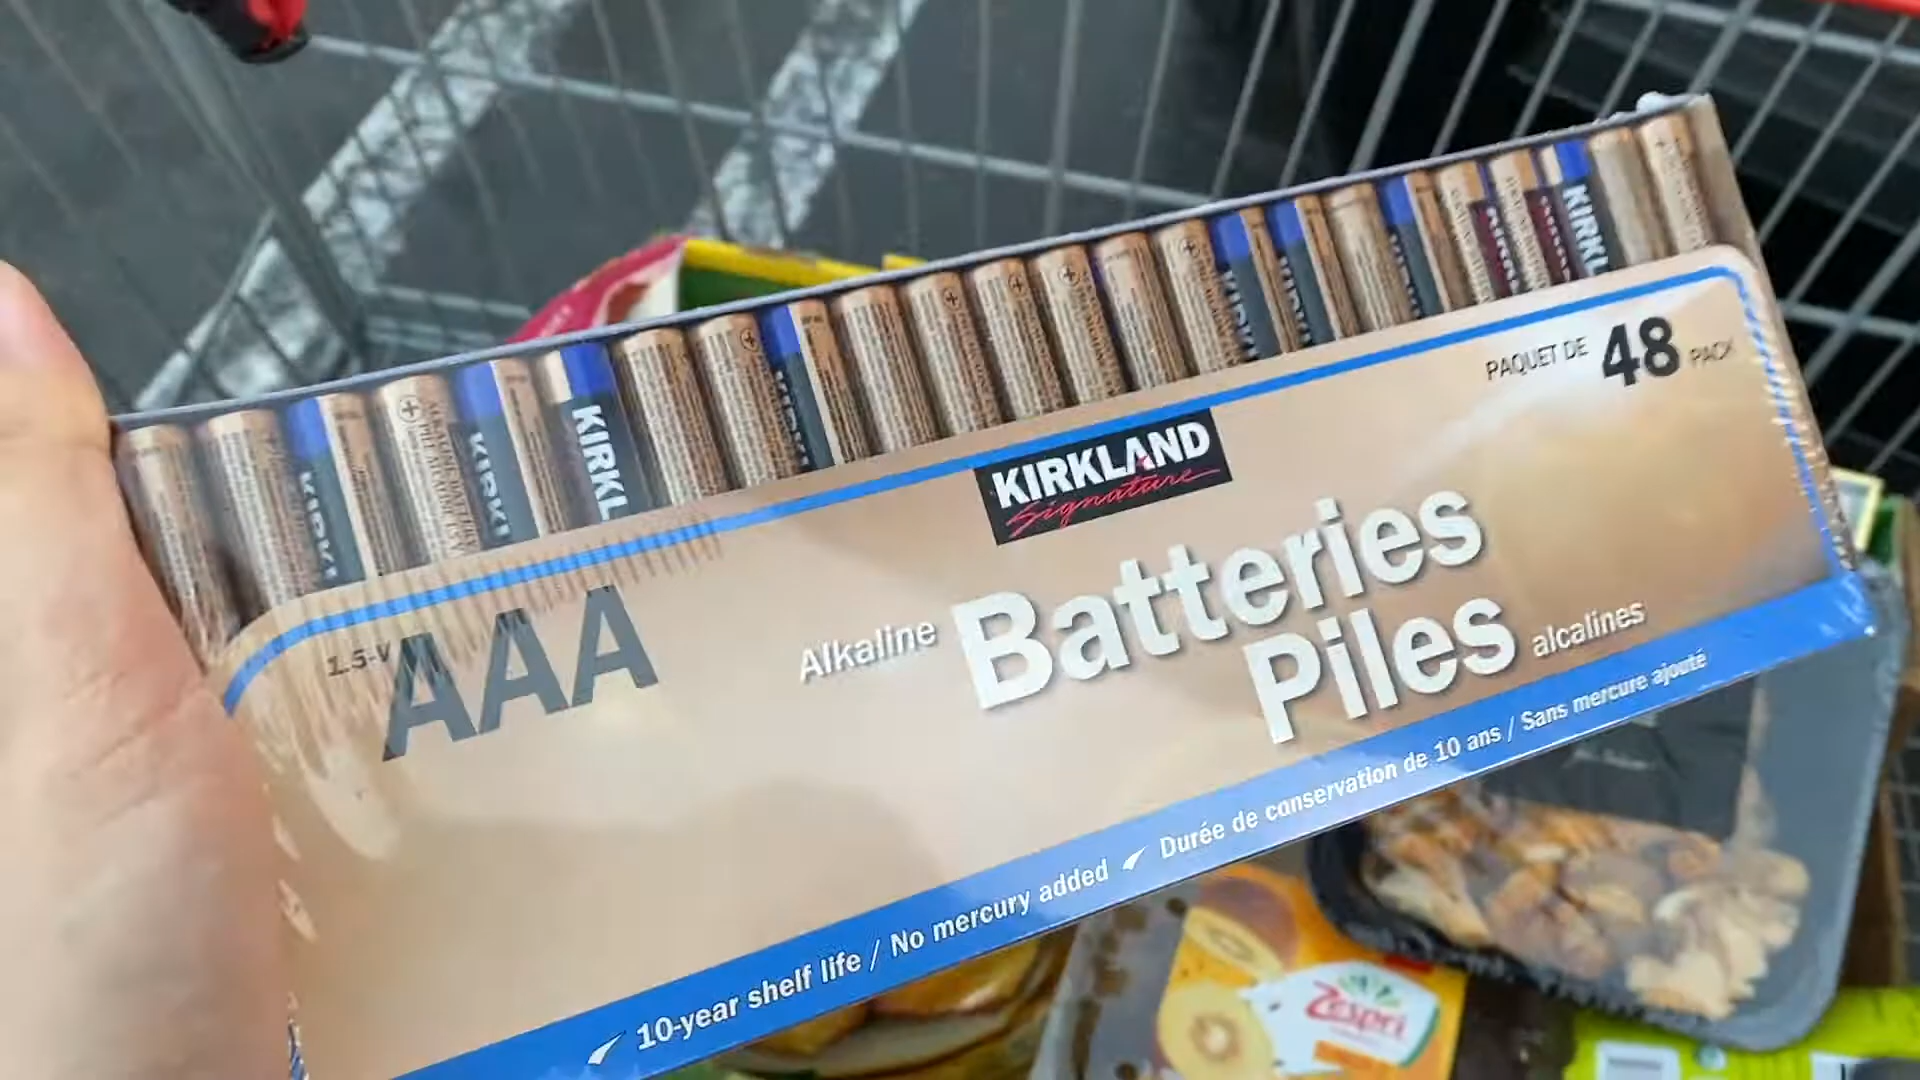 KIRKL
KIRKL
PAQUET DE 48 PACK
KIRKLAND
Signature
1.5-V
AAA
Alkaline Batteries
Piles alcalines
10-year shelf life / No mercury added Durée de conservation de 10 ans / Sans mercure ajouté
Zespri